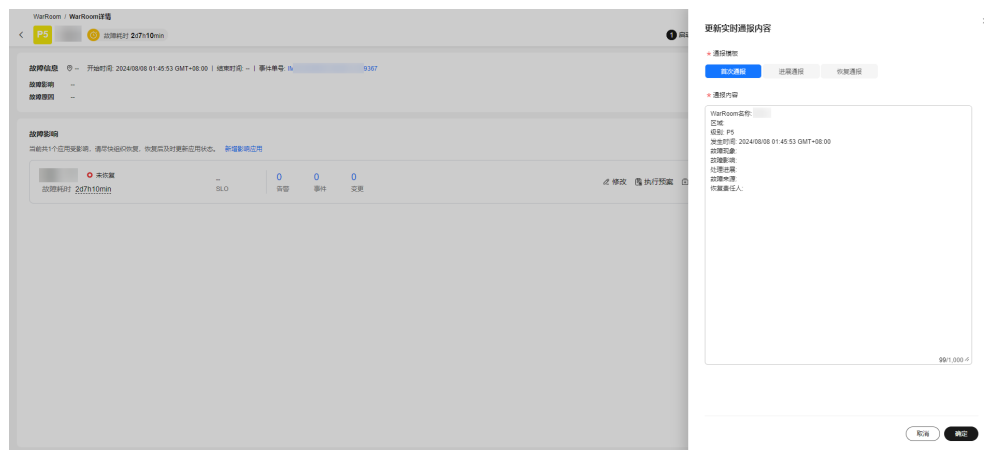 WarRoom / WarRoom详情
P5 故障耗时 2d7h10min
1
故障信息 -- 开始时间: 2024/08/08 01:45:53 GMT+08:00 | 结束时间: -- | 事件单号: 9367
故障影响 --
故障原因 --
故障影响
当前共1个应用受影响, 请尽快组织恢复, 恢复后及时更新应用状态。 新增影响应用
未恢复
故障耗时 2d7h10min
--
SLO
0
告警
0
事件
0
变更
修改 执行预案
更新实时通报内容
* 通报模板
首次通报 进展通报 恢复通报
* 通报内容
WarRoom名称:
区域:
级别: P5
发生时间: 2024/08/08 01:45:53 GMT+08:00
故障现象:
故障影响:
处理进展:
故障来源:
恢复责任人:
99/1,000
取消 确定